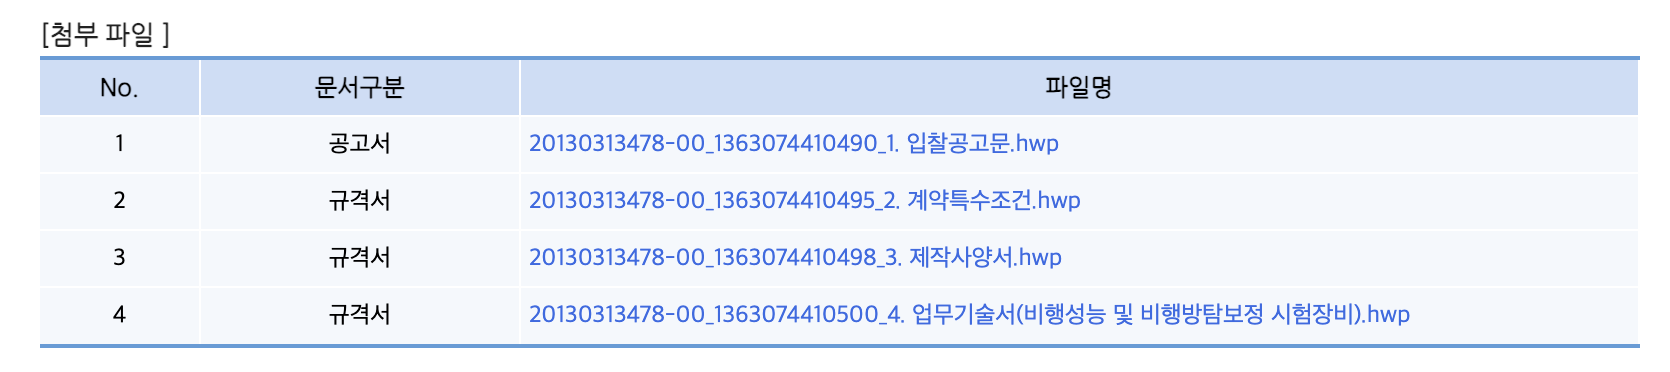 [첨부 파일 ]
No. 문서구분 파일명
1 공고서 20130313478-00_1363074410490_1. 입찰공고문.hwp
2 규격서 20130313478-00_1363074410495_2. 계약특수조건.hwp
3 규격서 20130313478-00_1363074410498_3. 제작사양서.hwp
4 규격서 20130313478-00_1363074410500_4. 업무기술서(비행성능 및 비행방탐보정 시험장비).hwp